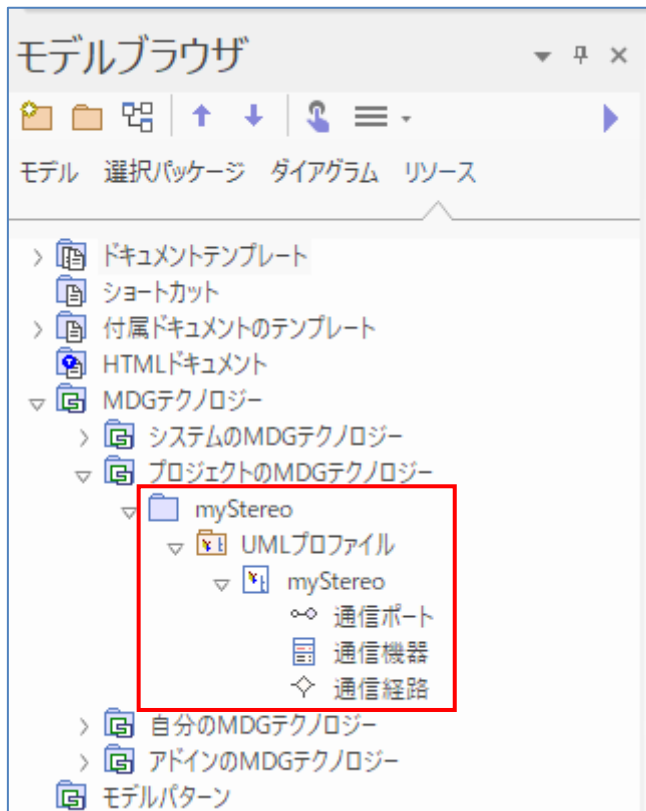 モデルブラウザ
モデル 選択パッケージ ダイアグラム リソース
ドキュメントテンプレート
ショートカット
付属ドキュメントのテンプレート
HTMLドキュメント
MDGテクノロジー
システムのMDGテクノロジー
プロジェクトのMDGテクノロジー
myStereo
UMLプロファイル
myStereo
通信ポート
通信機器
通信経路
自分のMDGテクノロジー
アドインのMDGテクノロジー
モデルパターン